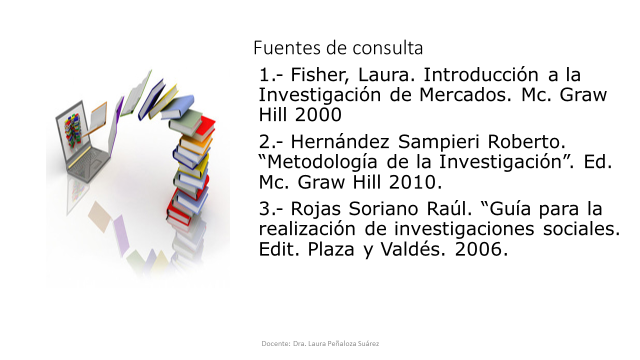 Fuentes de consulta
1.- Fisher, Laura. Introducción a la
Investigación de Mercados. Mc. Graw
Hill 2000
2.- Hernández Sampieri Roberto.
“Metodología de la Investigación”. Ed.
Mc. Graw Hill 2010.
3.- Rojas Soriano Raúl. “Guía para la
realización de investigaciones sociales.
Edit. Plaza y Valdés. 2006.
Docente: Dra. Laura Peñaloza Suárez